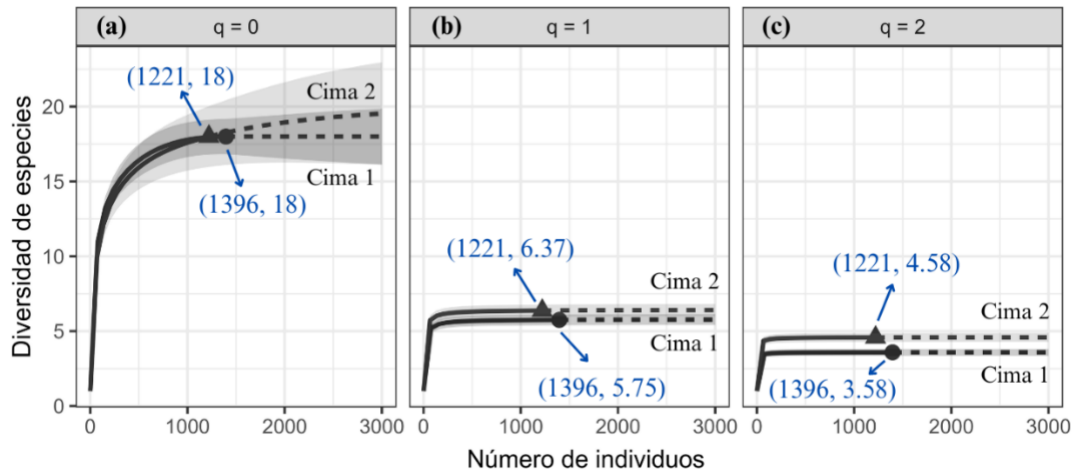 (a) q = 0
(b) q = 1
(c) q = 2
Diversidad de especies
20
15
10
5
0
(1221, 18)
Cima 2
Cima 1
(1396, 18)
0 1000 2000 3000
(1221, 6.37)
Cima 2
Cima 1
(1396, 5.75)
0 1000 2000 3000
(1221, 4.58)
Cima 2
Cima 1
(1396, 3.58)
0 1000 2000 3000
Número de individuos